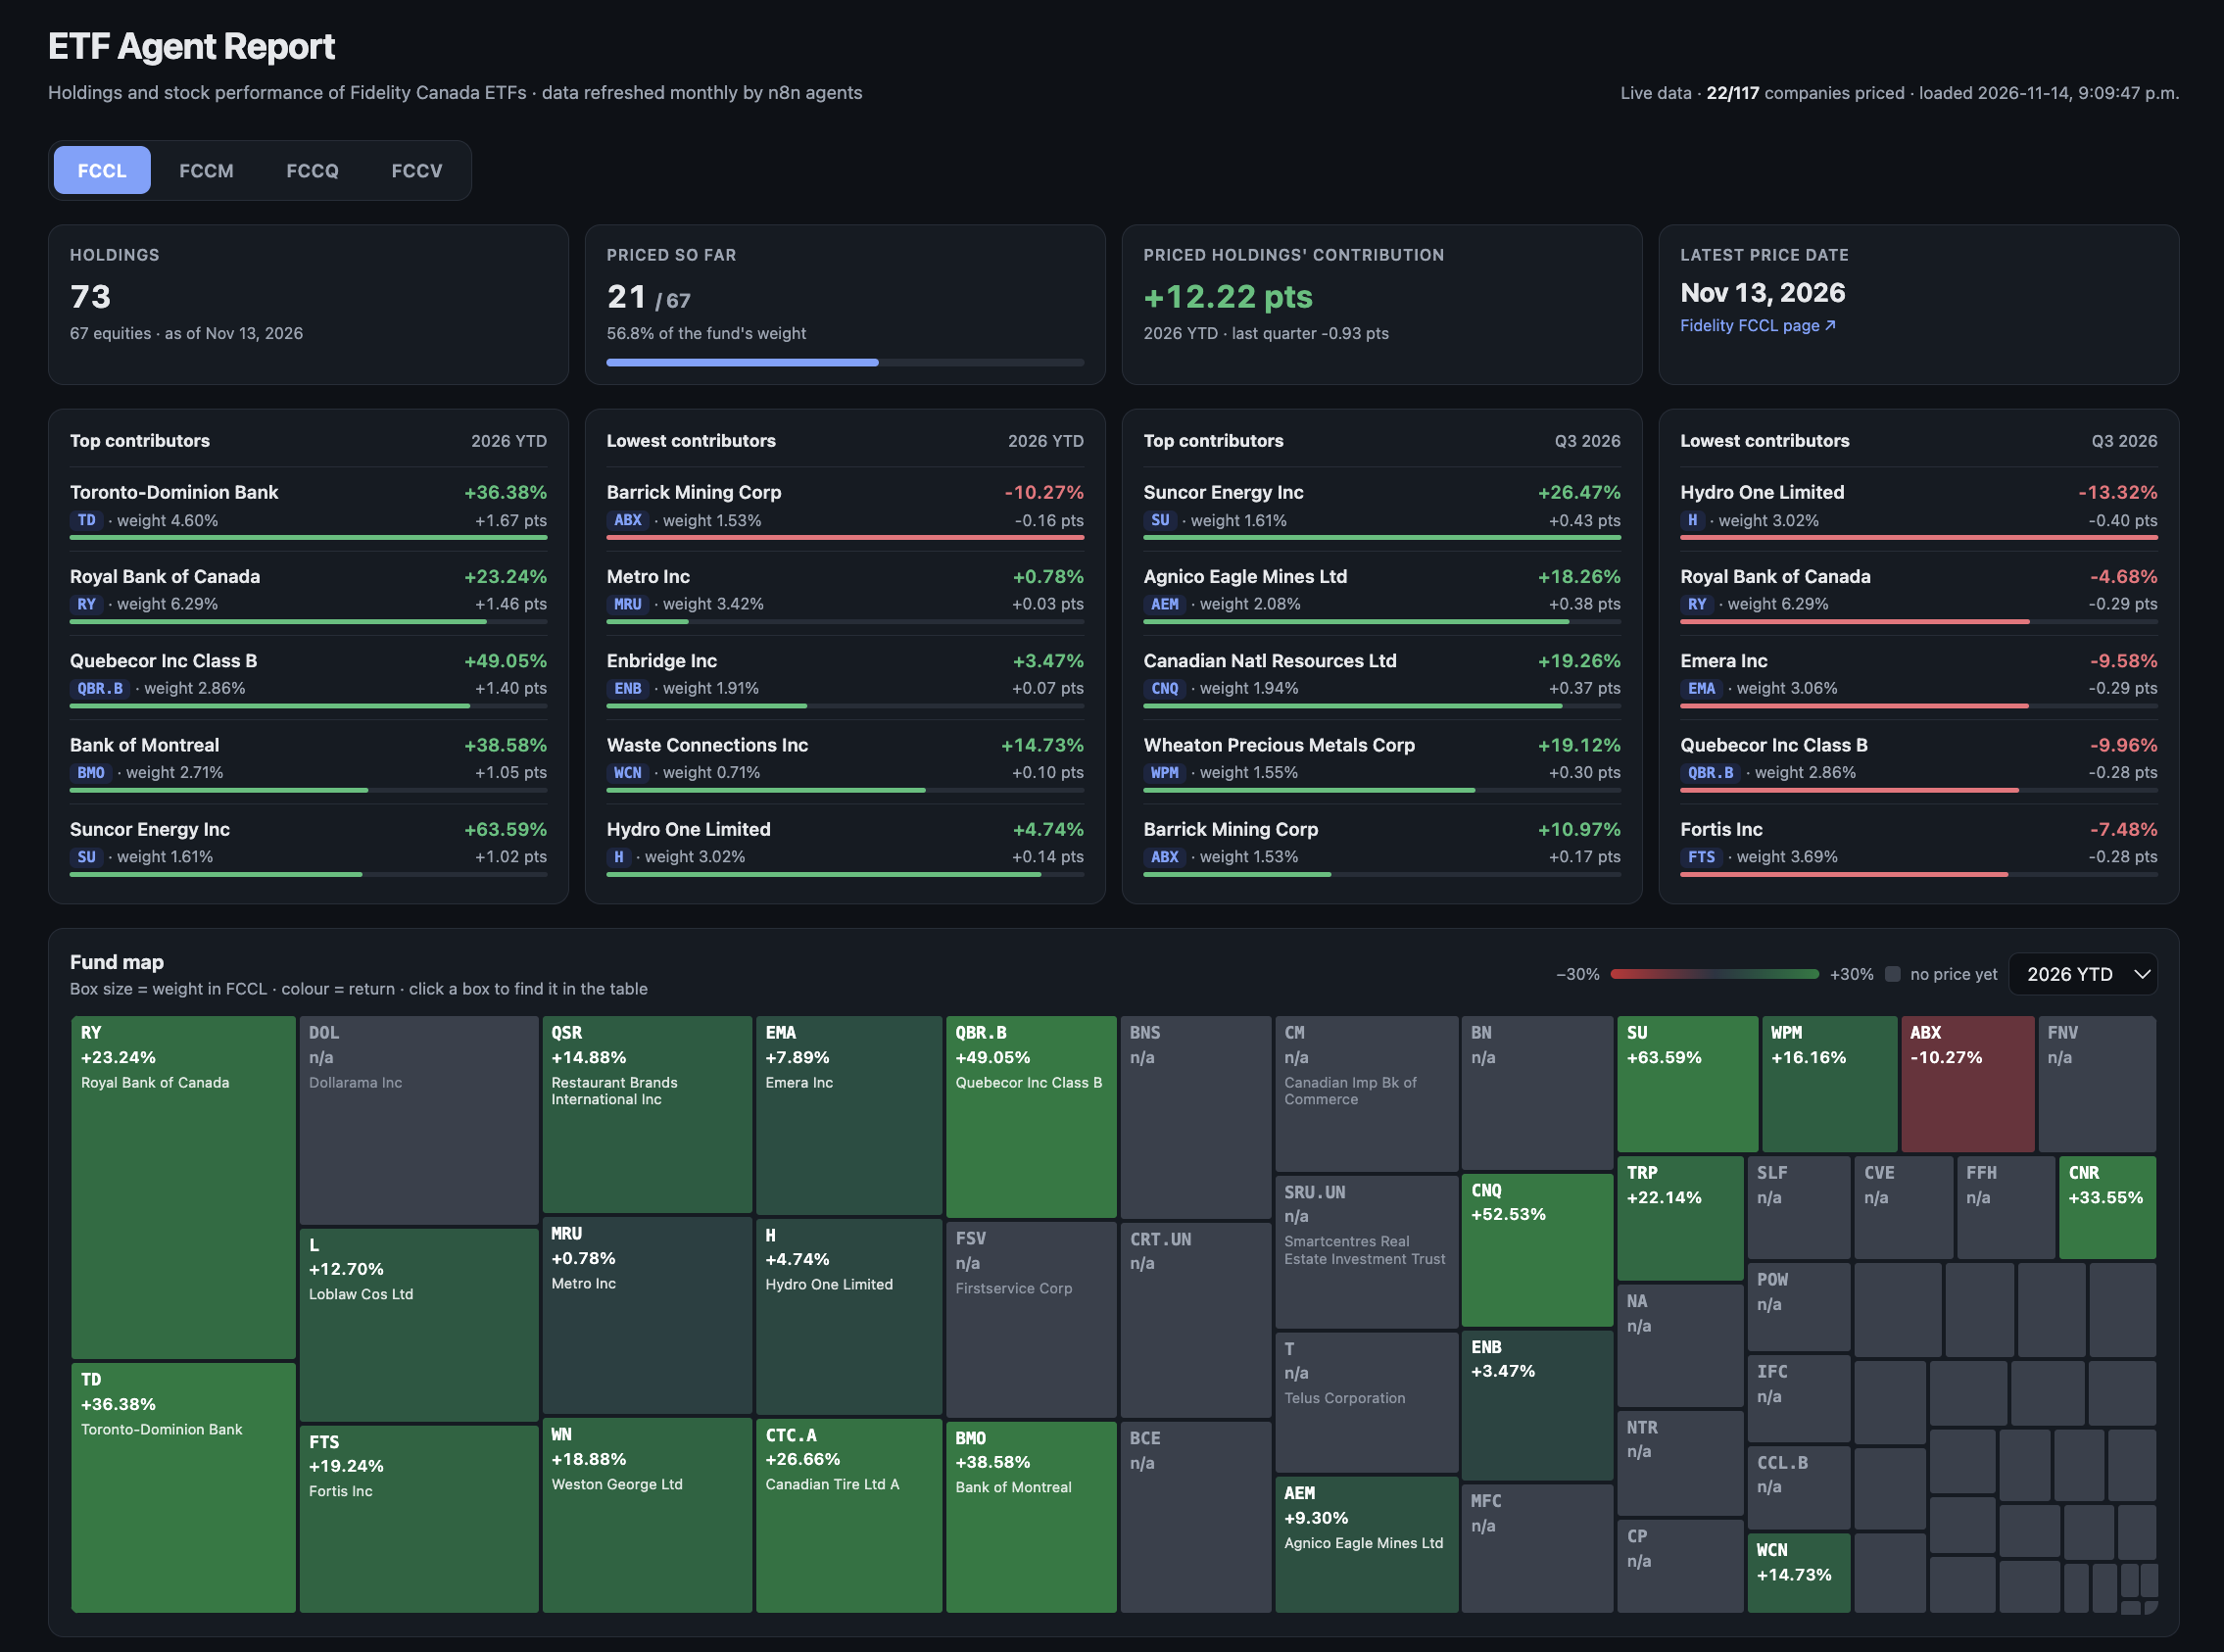 ETF Agent Report
Holdings and stock performance of Fidelity Canada ETFs · data refreshed monthly by n8n agents
Live data · 22/117 companies priced · loaded 2026-11-14, 9:09:47 p.m.
FCCL
FCCM
FCCQ
FCCV
HOLDINGS
73
67 equities · as of Nov 13, 2026
PRICED SO FAR
21 / 67
56.8% of the fund's weight
PRICED HOLDINGS' CONTRIBUTION
+12.22 pts
2026 YTD · last quarter -0.93 pts
LATEST PRICE DATE
Nov 13, 2026
Fidelity FCCL page ↗
Top contributors 2026 YTD
Toronto-Dominion Bank +36.38%
TD · weight 4.60% +1.67 pts
Royal Bank of Canada +23.24%
RY · weight 6.29% +1.46 pts
Quebecor Inc Class B +49.05%
QBR.B · weight 2.86% +1.40 pts
Bank of Montreal +38.58%
BMO · weight 2.71% +1.05 pts
Suncor Energy Inc +63.59%
SU · weight 1.61% +1.02 pts
Lowest contributors 2026 YTD
Barrick Mining Corp -10.27%
ABX · weight 1.53% -0.16 pts
Metro Inc +0.78%
MRU · weight 3.42% +0.03 pts
Enbridge Inc +3.47%
ENB · weight 1.91% +0.07 pts
Waste Connections Inc +14.73%
WCN · weight 0.71% +0.10 pts
Hydro One Limited +4.74%
H · weight 3.02% +0.14 pts
Top contributors Q3 2026
Suncor Energy Inc +26.47%
SU · weight 1.61% +0.43 pts
Agnico Eagle Mines Ltd +18.26%
AEM · weight 2.08% +0.38 pts
Canadian Natl Resources Ltd +19.26%
CNQ · weight 1.94% +0.37 pts
Wheaton Precious Metals Corp +19.12%
WPM · weight 1.55% +0.30 pts
Barrick Mining Corp +10.97%
ABX · weight 1.53% +0.17 pts
Lowest contributors Q3 2026
Hydro One Limited -13.32%
H · weight 3.02% -0.40 pts
Royal Bank of Canada -4.68%
RY · weight 6.29% -0.29 pts
Emera Inc -9.58%
EMA · weight 3.06% -0.29 pts
Quebecor Inc Class B -9.96%
QBR.B · weight 2.86% -0.28 pts
Fortis Inc -7.48%
FTS · weight 3.69% -0.28 pts
Fund map
Box size = weight in FCCL · colour = return · click a box to find it in the table
−30% +30% no price yet 2026 YTD
RY
+23.24%
Royal Bank of Canada
TD
+36.38%
Toronto-Dominion Bank
DOL
n/a
Dollarama Inc
L
+12.70%
Loblaw Cos Ltd
FTS
+19.24%
Fortis Inc
QSR
+14.88%
Restaurant Brands
International Inc
MRU
+0.78%
Metro Inc
WN
+18.88%
Weston George Ltd
EMA
+7.89%
Emera Inc
H
+4.74%
Hydro One Limited
CTC.A
+26.66%
Canadian Tire Ltd A
QBR.B
+49.05%
Quebecor Inc Class B
FSV
n/a
Firstservice Corp
BMO
+38.58%
Bank of Montreal
BNS
n/a
CRT.UN
n/a
BCE
n/a
CM
n/a
Canadian Imp Bk of
Commerce
SRU.UN
n/a
Smartcentres Real
Estate Investment Trust
T
n/a
Telus Corporation
AEM
+9.30%
Agnico Eagle Mines Ltd
BN
n/a
CNQ
+52.53%
ENB
+3.47%
MFC
n/a
SU
+63.59%
WPM
+16.16%
ABX
-10.27%
FNV
n/a
TRP
+22.14%
NA
n/a
NTR
n/a
CP
n/a
SLF
n/a
CVE
n/a
FFH
n/a
CNR
+33.55%
POW
n/a
IFC
n/a
CCL.B
n/a
WCN
+14.73%